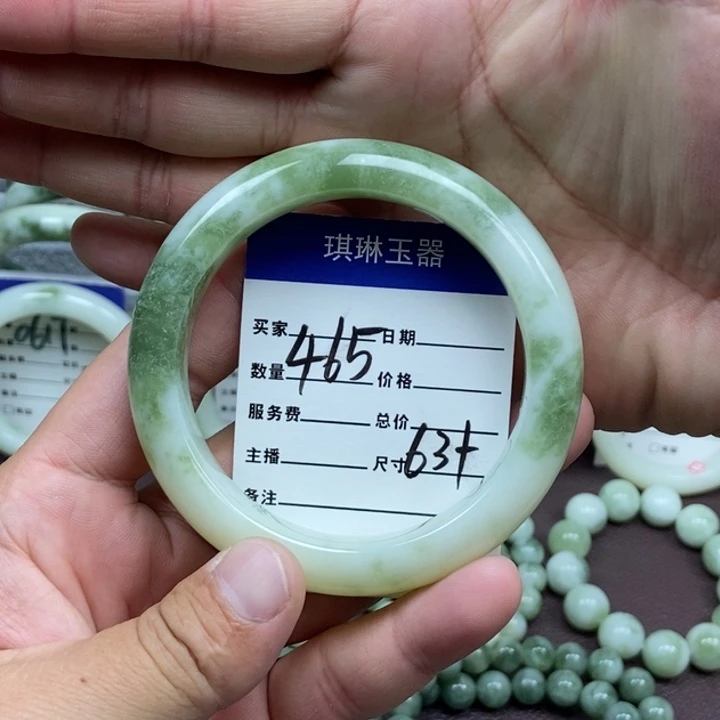 琪琳玉器
买家 日期
465
数量 价格
服务费 总价
主播 尺寸 63+
备注